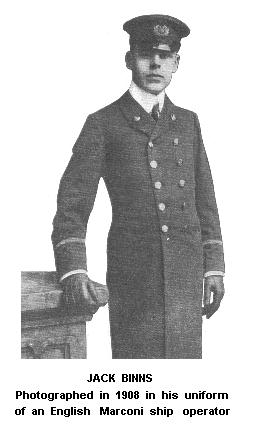 JACK BINNS
Photographed in 1908 in his uniform
of an English Marconi ship operator